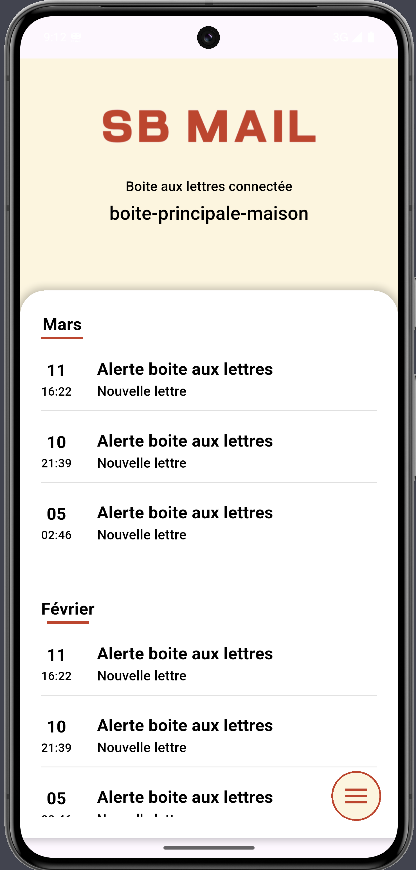 SB MAIL
Boite aux lettres connectée
boite-principale-maison
Mars
11 Alerte boite aux lettres
16:22 Nouvelle lettre
10 Alerte boite aux lettres
21:39 Nouvelle lettre
05 Alerte boite aux lettres
02:46 Nouvelle lettre
Février
11 Alerte boite aux lettres
16:22 Nouvelle lettre
10 Alerte boite aux lettres
21:39 Nouvelle lettre
05 Alerte boite aux lettres